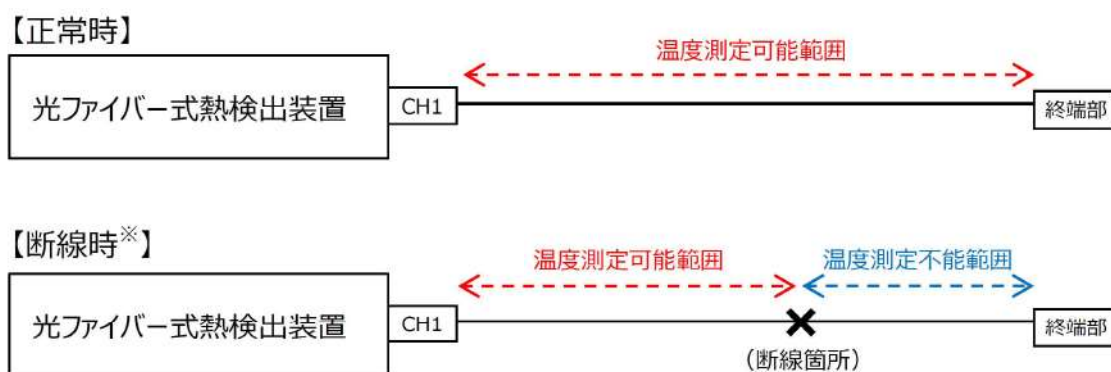 【正常時】
温度測定可能範囲
光ファイバー式熱検出装置
CH1
終端部
【断線時※】
温度測定可能範囲
温度測定不能範囲
光ファイバー式熱検出装置
CH1
終端部
(断線箇所)